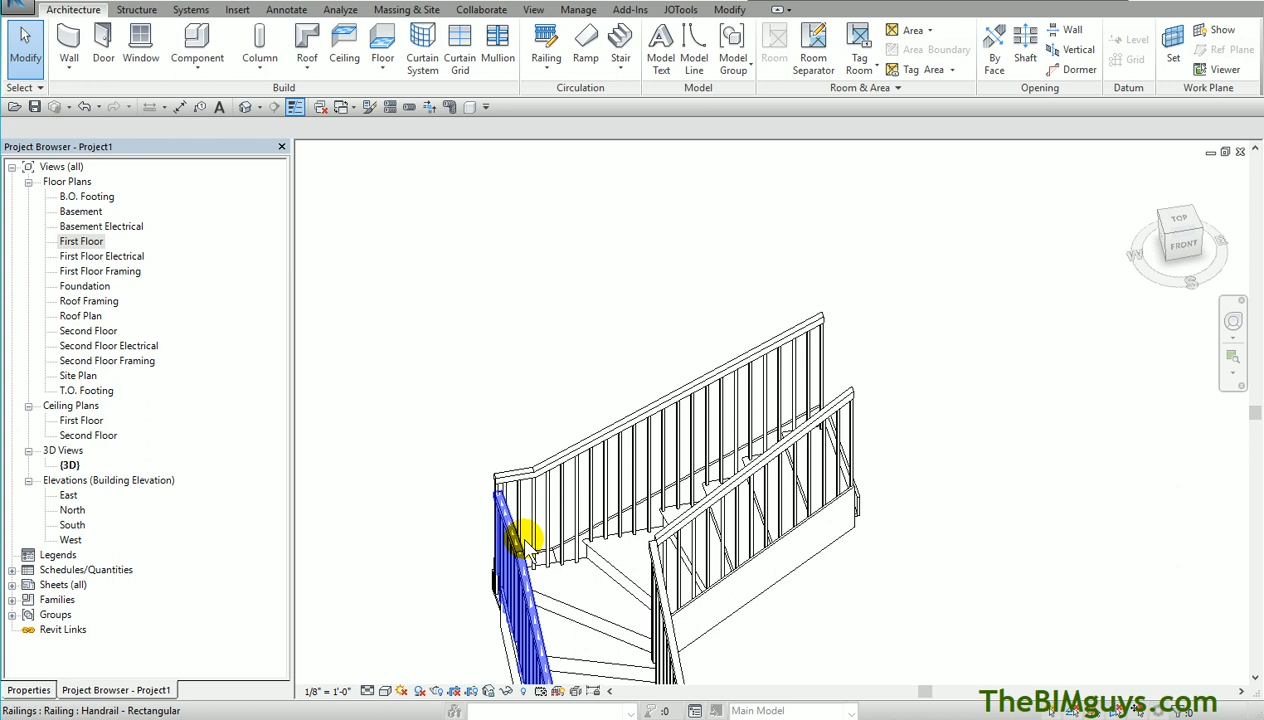 Architecture Structure Systems Insert Annotate Analyze Massing & Site Collaborate View Manage Add-Ins JOTools Modify
Modify Wall Door Window Component Column Roof Ceiling Floor Curtain System Curtain Grid Mullion Railing Ramp Stair Model Text Model Line Model Group Room Room Separator Tag Room By Face Shaft Set
Area Wall Level Show
Area Boundary Vertical Grid Ref Plane
Tag Area Dormer Viewer
Select Build Circulation Model Room & Area Opening Datum Work Plane
Project Browser - Project1
Views (all)
Floor Plans
B.O. Footing
Basement
Basement Electrical
First Floor
First Floor Electrical
First Floor Framing
Foundation
Roof Framing
Roof Plan
Second Floor
Second Floor Electrical
Second Floor Framing
Site Plan
T.O. Footing
Ceiling Plans
First Floor
Second Floor
3D Views
{3D}
Elevations (Building Elevation)
East
North
South
West
Legends
Schedules/Quantities
Sheets (all)
Families
Groups
Revit Links
TOP
FRONT
W
S
Properties Project Browser - Project1
1/8" = 1'-0"
Railings : Railing : Handrail - Rectangular
:0
Main Model
TheBIMguys.com